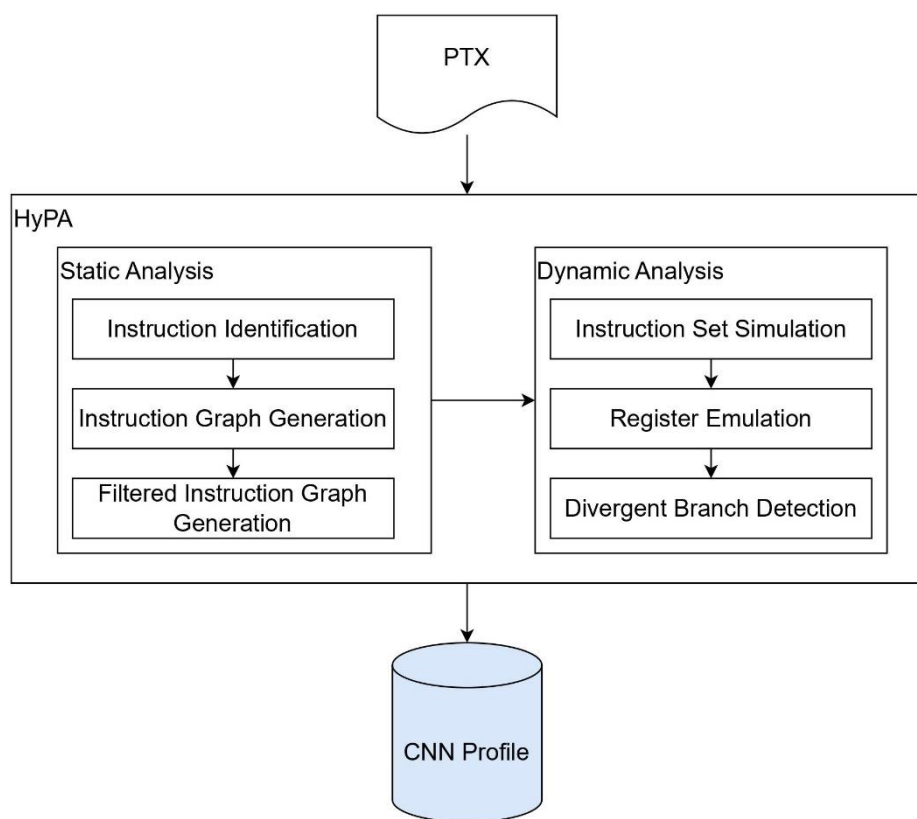 PTX
HyPA
Static Analysis
Instruction Identification
Instruction Graph Generation
Filtered Instruction Graph
Generation
Dynamic Analysis
Instruction Set Simulation
Register Emulation
Divergent Branch Detection
CNN Profile